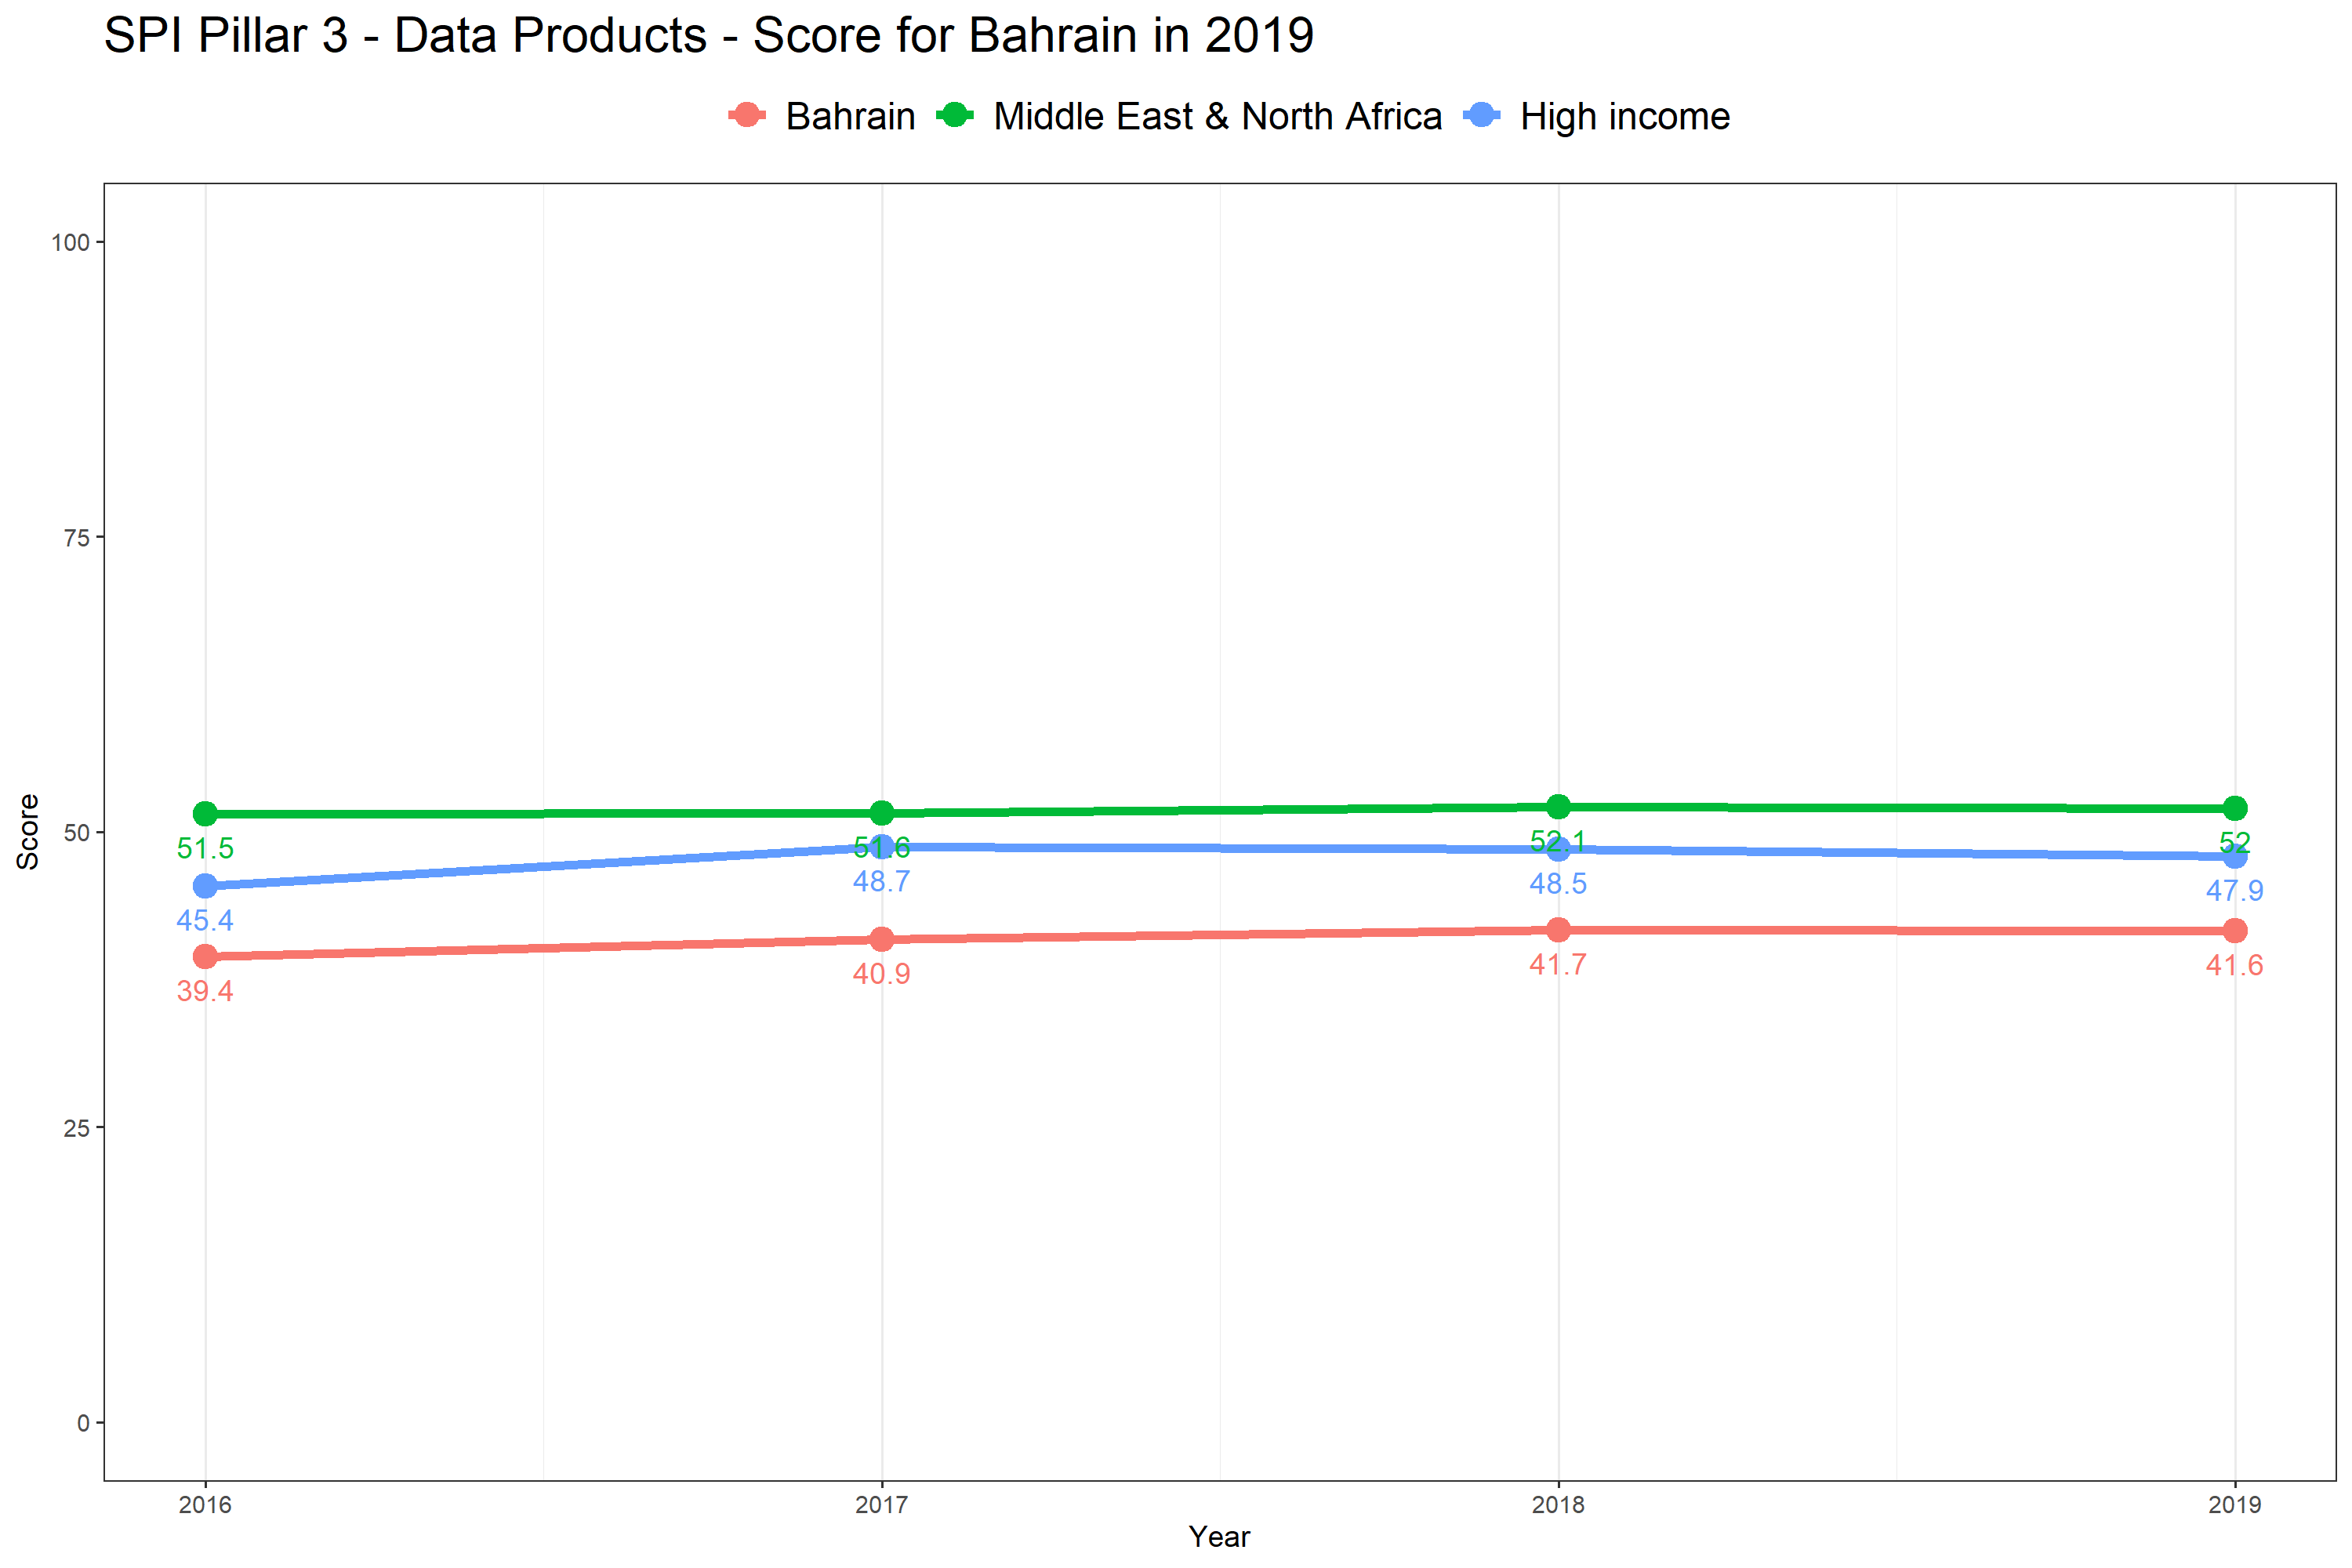 SPI Pillar 3 - Data Products - Score for Bahrain in 2019
Bahrain Middle East & North Africa High income
100
75
50
25
0
Score
51.5 51.6 52.1 52
45.4 48.7 48.5 47.9
39.4 40.9 41.7 41.6
2016 2017 2018 2019
Year